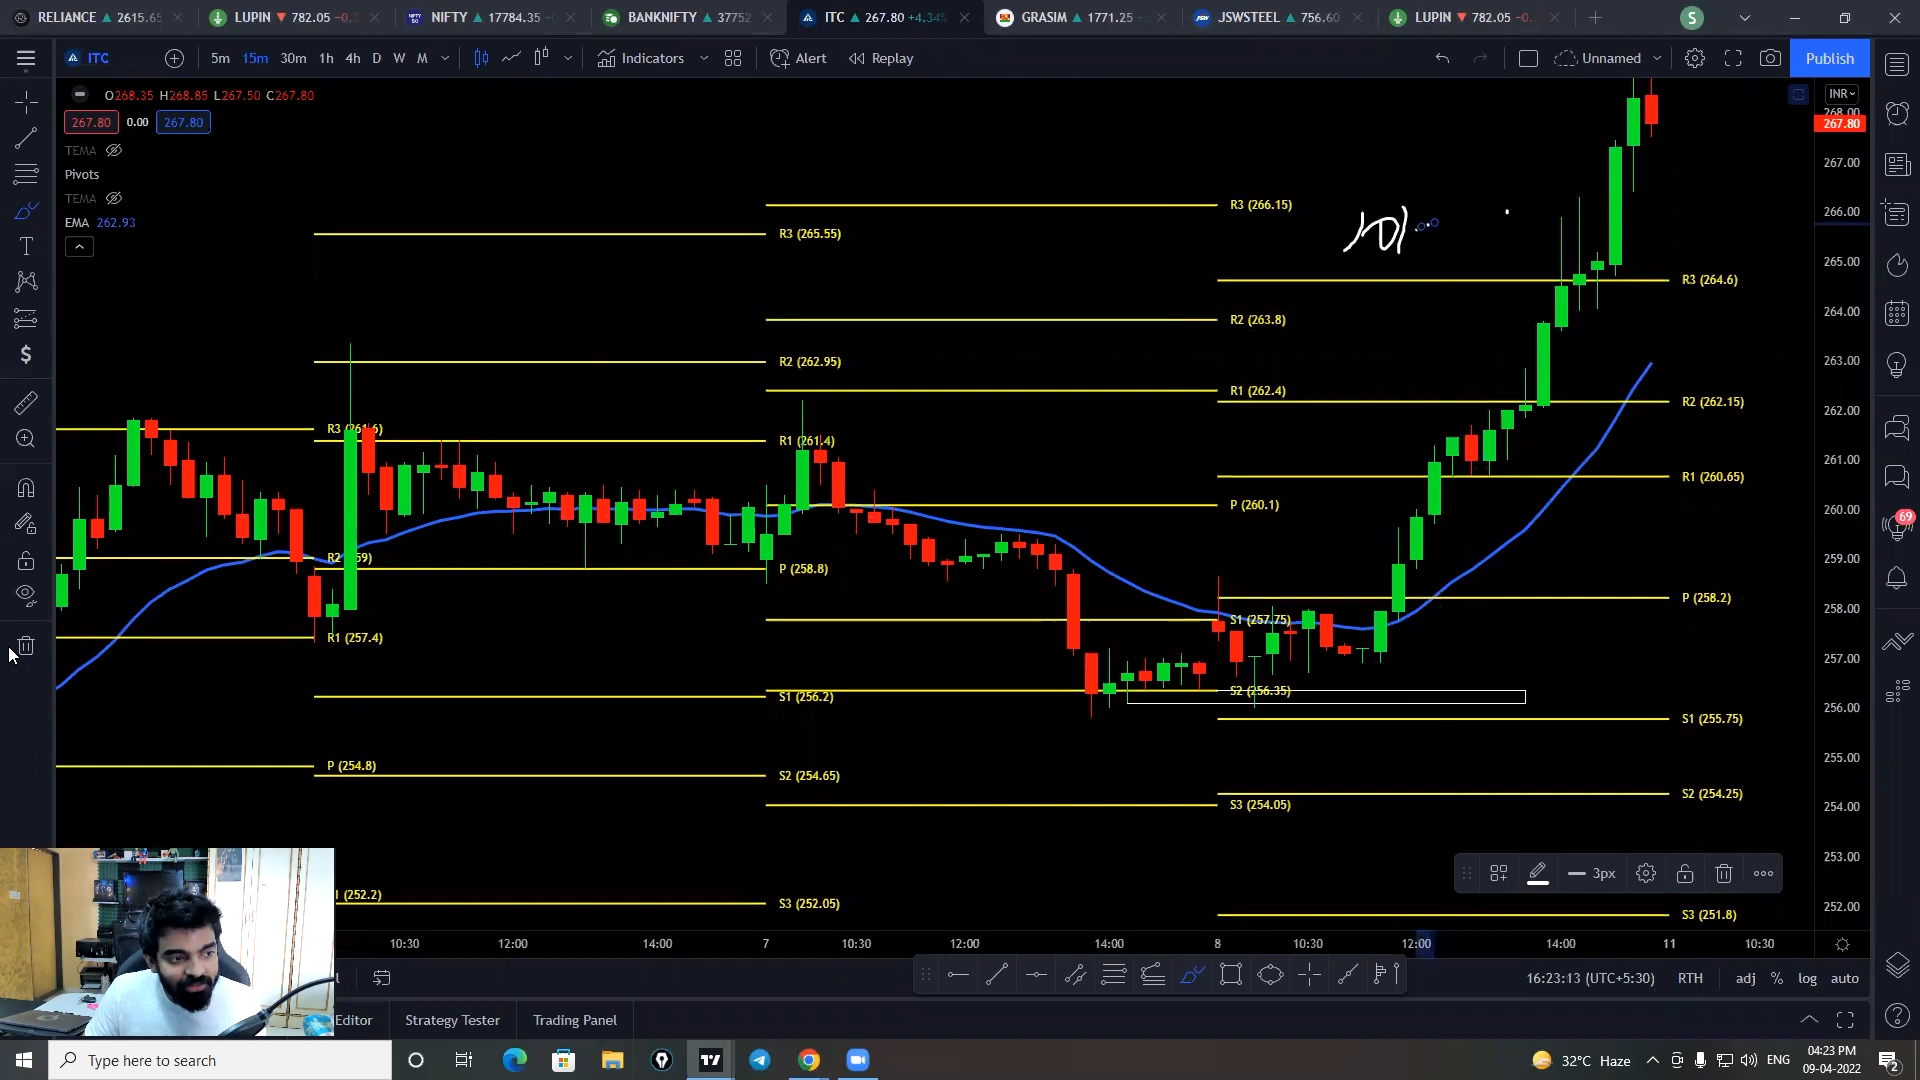 RELIANCE ▲ 2615.65
LUPIN ▼ 782.05 -0.3
NIFTY ▲ 17784.35
BANKNIFTY ▲ 37752
ITC ▲ 267.80 +4.34%
GRASIM ▲ 1771.25
JSWSTEEL ▲ 756.60
LUPIN ▼ 782.05 -0.
S
ITC 5m 15m 30m 1h 4h D W M Indicators Alert Replay Unnamed Publish
O268.35 H268.85 L267.50 C267.80
267.80 0.00 267.80
TEMA
Pivots
TEMA
EMA 262.93
INR
268.00
267.80
267.00
266.00
265.00
264.00
263.00
262.00
261.00
260.00
259.00
258.00
257.00
256.00
255.00
254.00
253.00
252.00
R1 (257.4)
P (254.8)
(252.2)
R3 (265.55)
R2 (262.95)
R1 (261.4)
P (258.8)
S1 (256.2)
S2 (254.65)
S3 (252.05)
R3 (266.15)
R2 (263.8)
R1 (262.4)
P (260.1)
S1 (257.75)
S2 (256.35)
S3 (254.05)
R3 (264.6)
R2 (262.15)
R1 (260.65)
P (258.2)
S1 (255.75)
S2 (254.25)
S3 (251.8)
3px
69
10:30 12:00 14:00 7 10:30 12:00 14:00 8 10:30 12:00 14:00 11 10:30
16:23:13 (UTC+5:30) RTH adj % log auto
Editor Strategy Tester Trading Panel
Type here to search
32°C Haze ENG
04:23 PM
09-04-2022
2